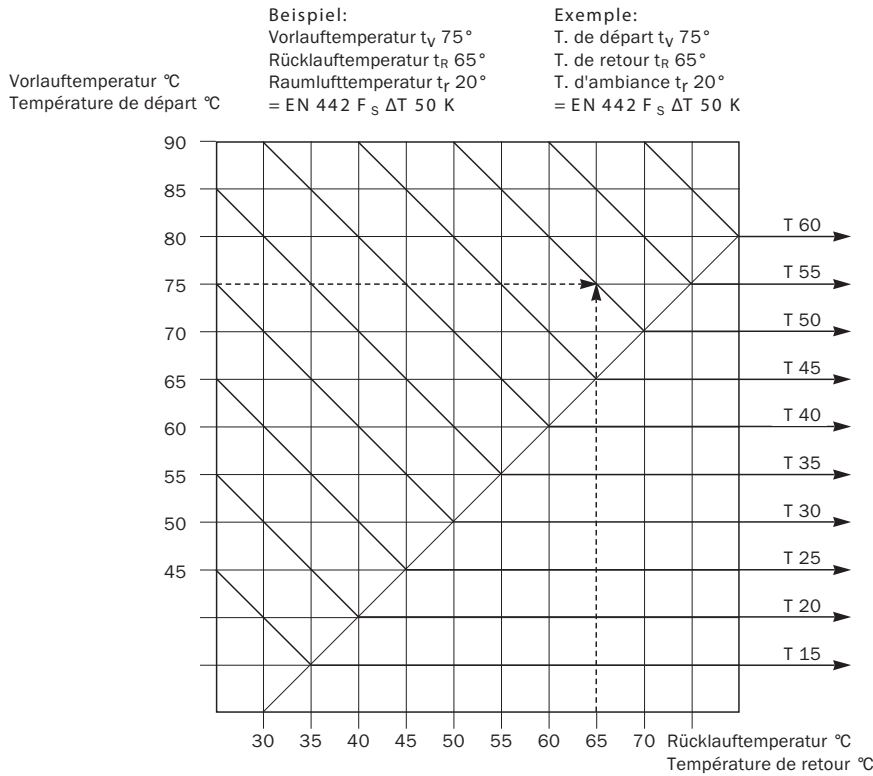 Beispiel:
Vorlauftemperatur tV 75°
Rücklauftemperatur tR 65°
Raumlufttemperatur tr 20°
= EN 442 F S ΔT 50 K
Exemple:
T. de départ tV 75°
T. de retour tR 65°
T. d'ambiance tr 20°
= EN 442 F S ΔT 50 K
Vorlauftemperatur °C
Température de départ °C
90
85
80
75
70
65
60
55
50
45
T 60
T 55
T 50
T 45
T 40
T 35
T 30
T 25
T 20
T 15
30 35 40 45 50 55 60 65 70 Rücklauftemperatur °C
Température de retour °C